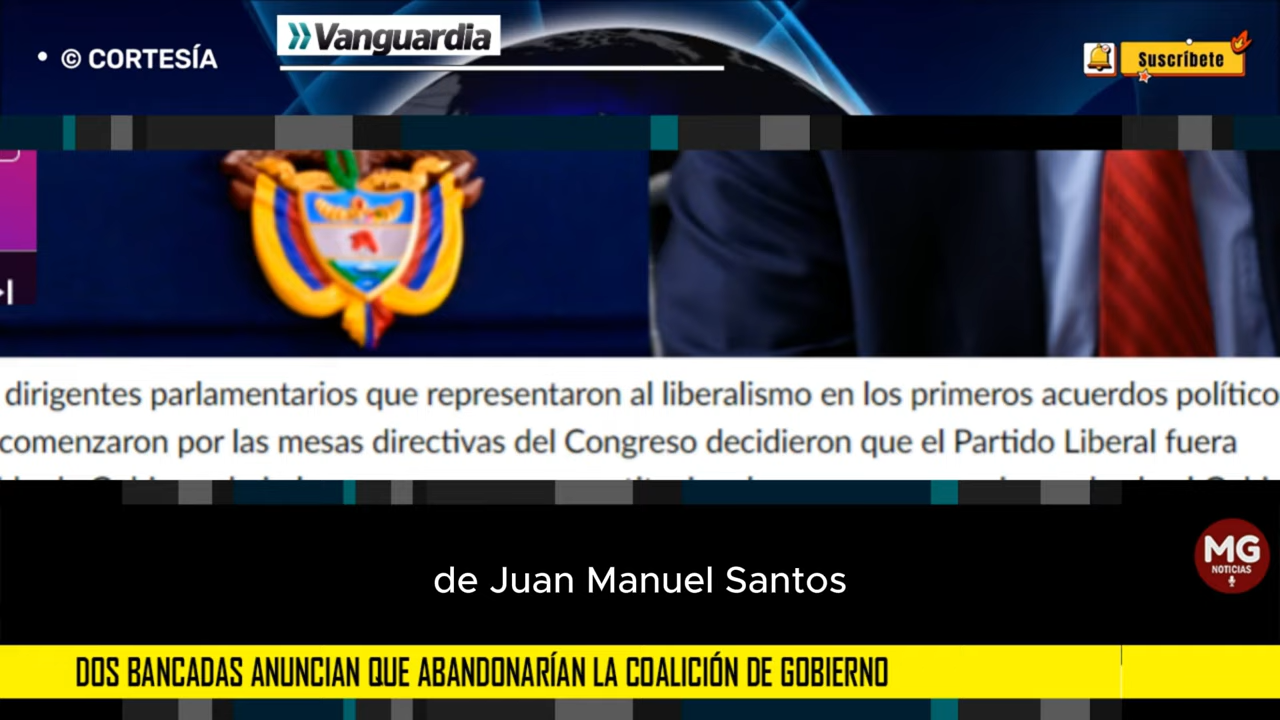 • © CORTESÍA
Vanguardia
Suscríbete
dirigentes parlamentarios que representaron al liberalismo en los primeros acuerdos político
comenzaron por las mesas directivas del Congreso decidieron que el Partido Liberal fuera
de Juan Manuel Santos
MG
NOTICIAS
DOS BANCADAS ANUNCIAN QUE ABANDONARÍAN LA COALICIÓN DE GOBIERNO